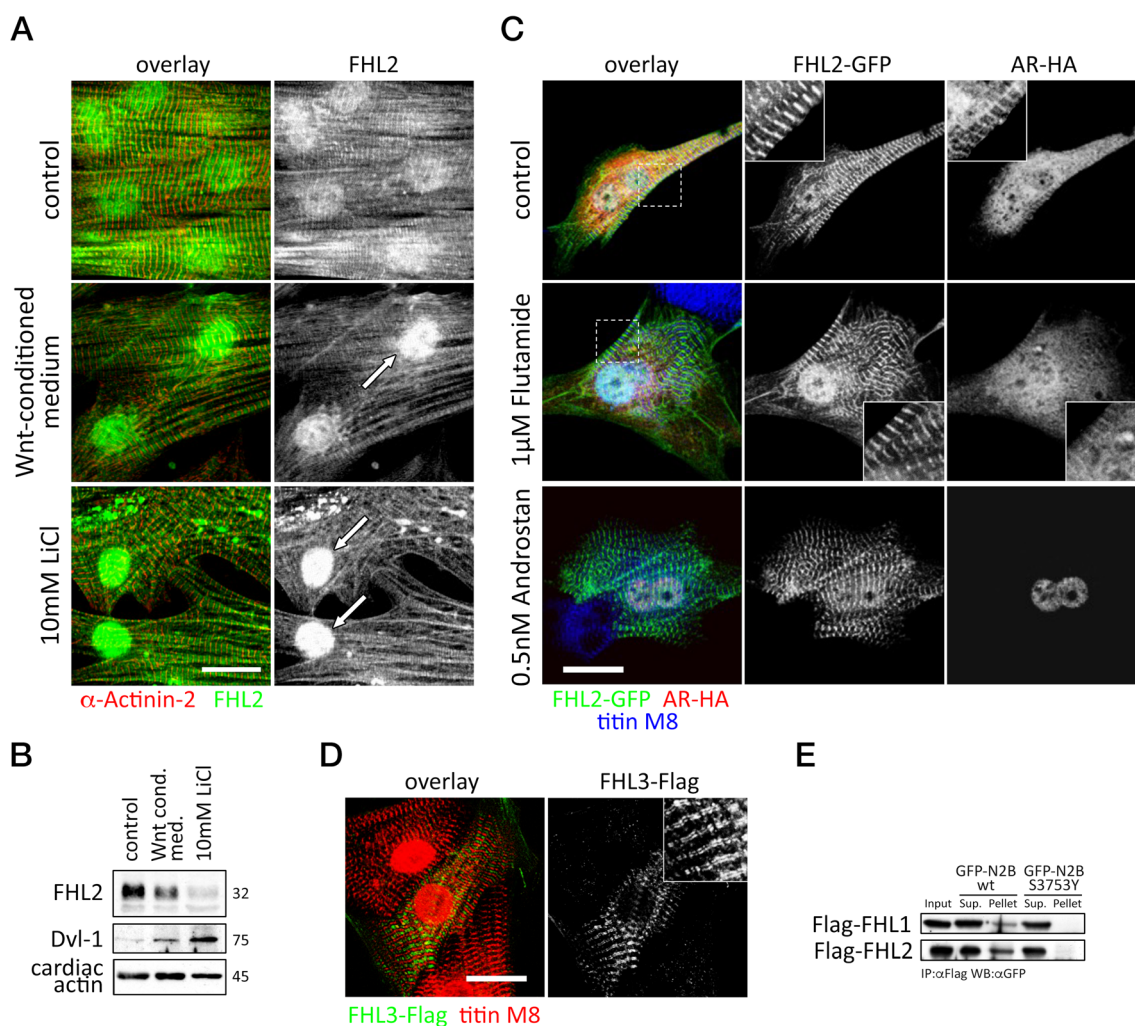 A
overlay
FHL2
control
Wnt-conditioned
medium
10mM LiCl
α-Actinin-2 FHL2
C
overlay
FHL2-GFP
AR-HA
control
1µM Flutamide
0.5nM Androstan
FHL2-GFP AR-HA
titin M8
B
control
Wnt cond.
med.
10mM LiCl
FHL2
32
Dvl-1
75
cardiac
actin
45
D
overlay
FHL3-Flag
FHL3-Flag titin M8
E
GFP-N2B
wt
GFP-N2B
S3753Y
Input Sup. Pellet Sup. Pellet
Flag-FHL1
Flag-FHL2
IP:αFlag WB:αGFP